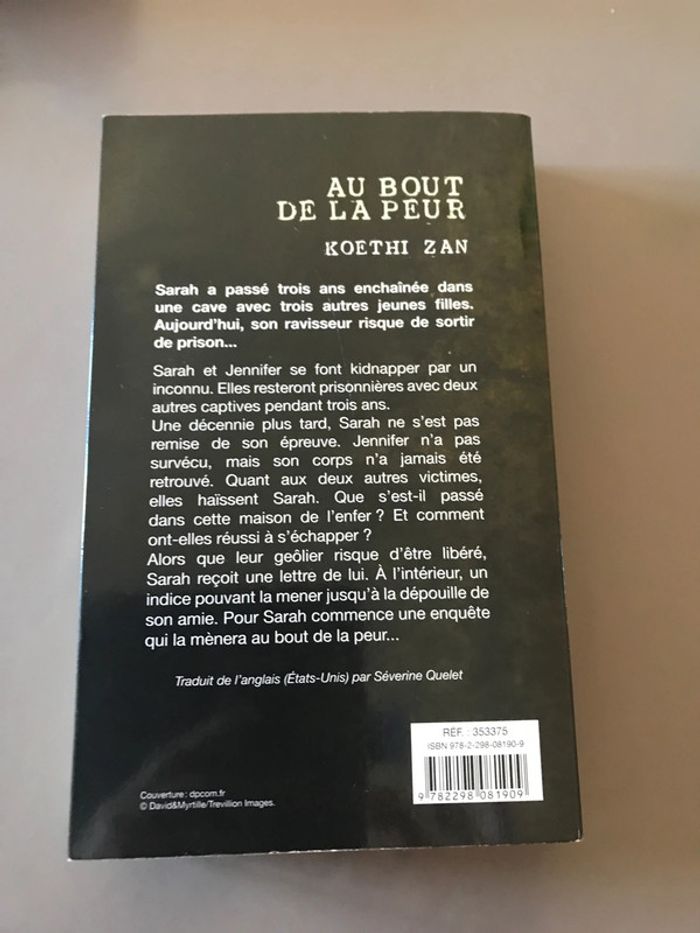 AU BOUT
DE LA PEUR
KOETHI ZAN
Sarah a passé trois ans enchaînée dans
une cave avec trois autres jeunes filles.
Aujourd'hui, son ravisseur risque de sortir
de prison...
Sarah et Jennifer se font kidnapper par un
inconnu. Elles resteront prisonnières avec deux
autres captives pendant trois ans.
Une décennie plus tard, Sarah ne s'est pas
remise de son épreuve. Jennifer n'a pas
survécu, mais son corps n'a jamais été
retrouvé. Quant aux deux autres victimes,
elles haïssent Sarah. Que s'est-il passé
dans cette maison de l'enfer ? Et comment
ont-elles réussi à s'échapper ?
Alors que leur geôlier risque d'être libéré,
Sarah reçoit une lettre de lui. À l'intérieur, un
indice pouvant la mener jusqu'à la dépouille de
son amie. Pour Sarah commence une enquête
qui la mènera au bout de la peur...
Traduit de l'anglais (États-Unis) par Séverine Quelet
RÉF. : 353375
ISBN 978-2-298-08190-9
9 782298 081909
Couverture : dpcom.fr
© David&Myrtille/Trevillion Images.